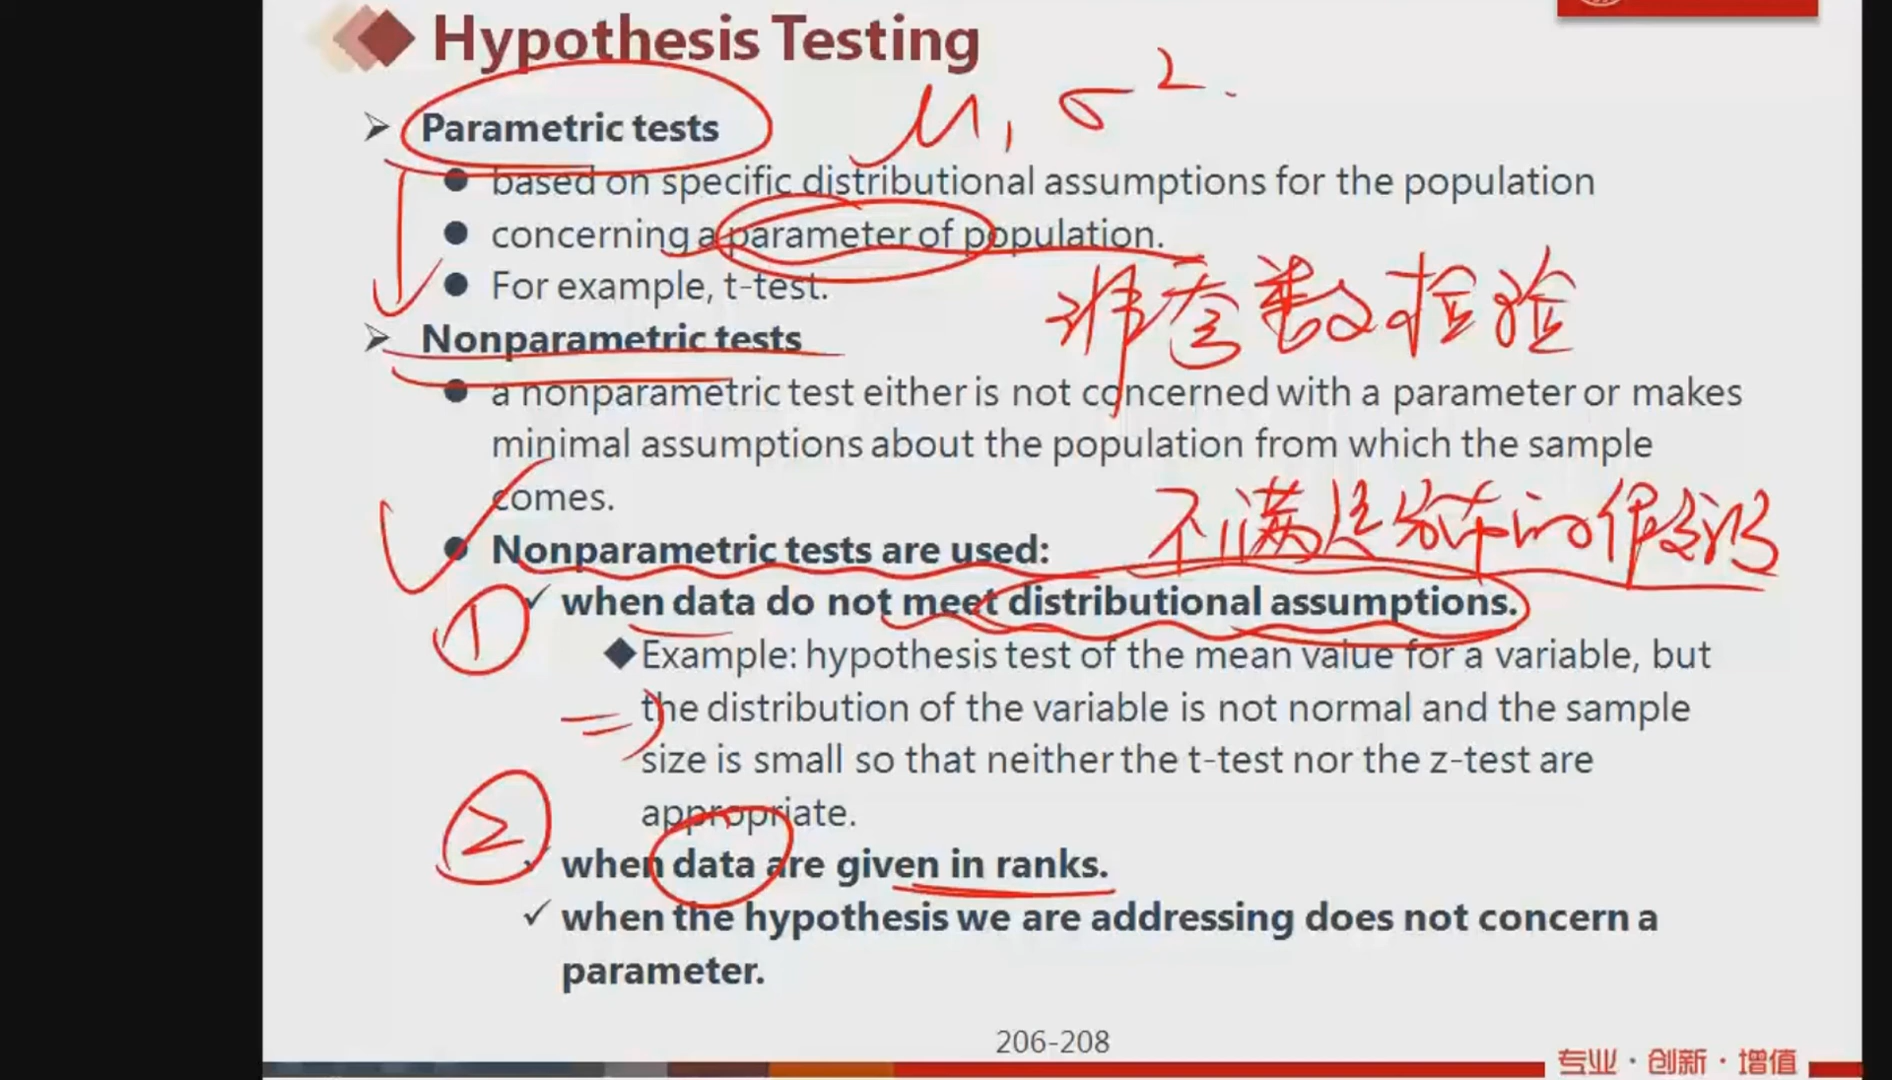 Hypothesis Testing
μ, σ²
Parametric tests
based on specific distributional assumptions for the population
concerning a parameter of population.
For example, t-test.
非参数检验
Nonparametric tests
a nonparametric test either is not concerned with a parameter or makes
minimal assumptions about the population from which the sample
comes.
不满足分布的假设
Nonparametric tests are used:
① when data do not meet distributional assumptions.
Example: hypothesis test of the mean value for a variable, but
the distribution of the variable is not normal and the sample
size is small so that neither the t-test nor the z-test are
appropriate.
② when data are given in ranks.
when the hypothesis we are addressing does not concern a
parameter.
206-208
专业·创新·增值